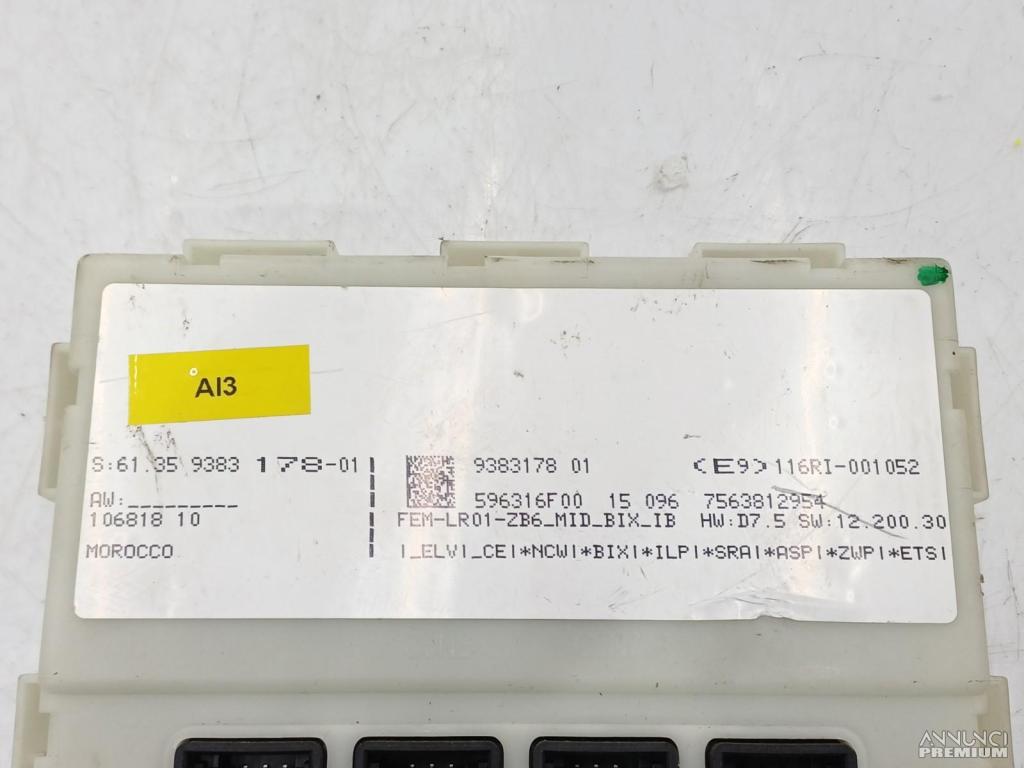 AI3
S:61.35 9383 178-01
AW:_________
106818 10
MOROCCO
9383178 01 (E9) 116RI-001052
596316F00 15 096 7563812954
FEM-LR01-ZB6_MID_BIX_IB HW:D7.5 SW:12.200.30
|_ELV|_CE|*NCW|*BIX|*ILP|*SRA|*ASP|*ZWP|*ETS|
ANNUNCI
PREMIUM